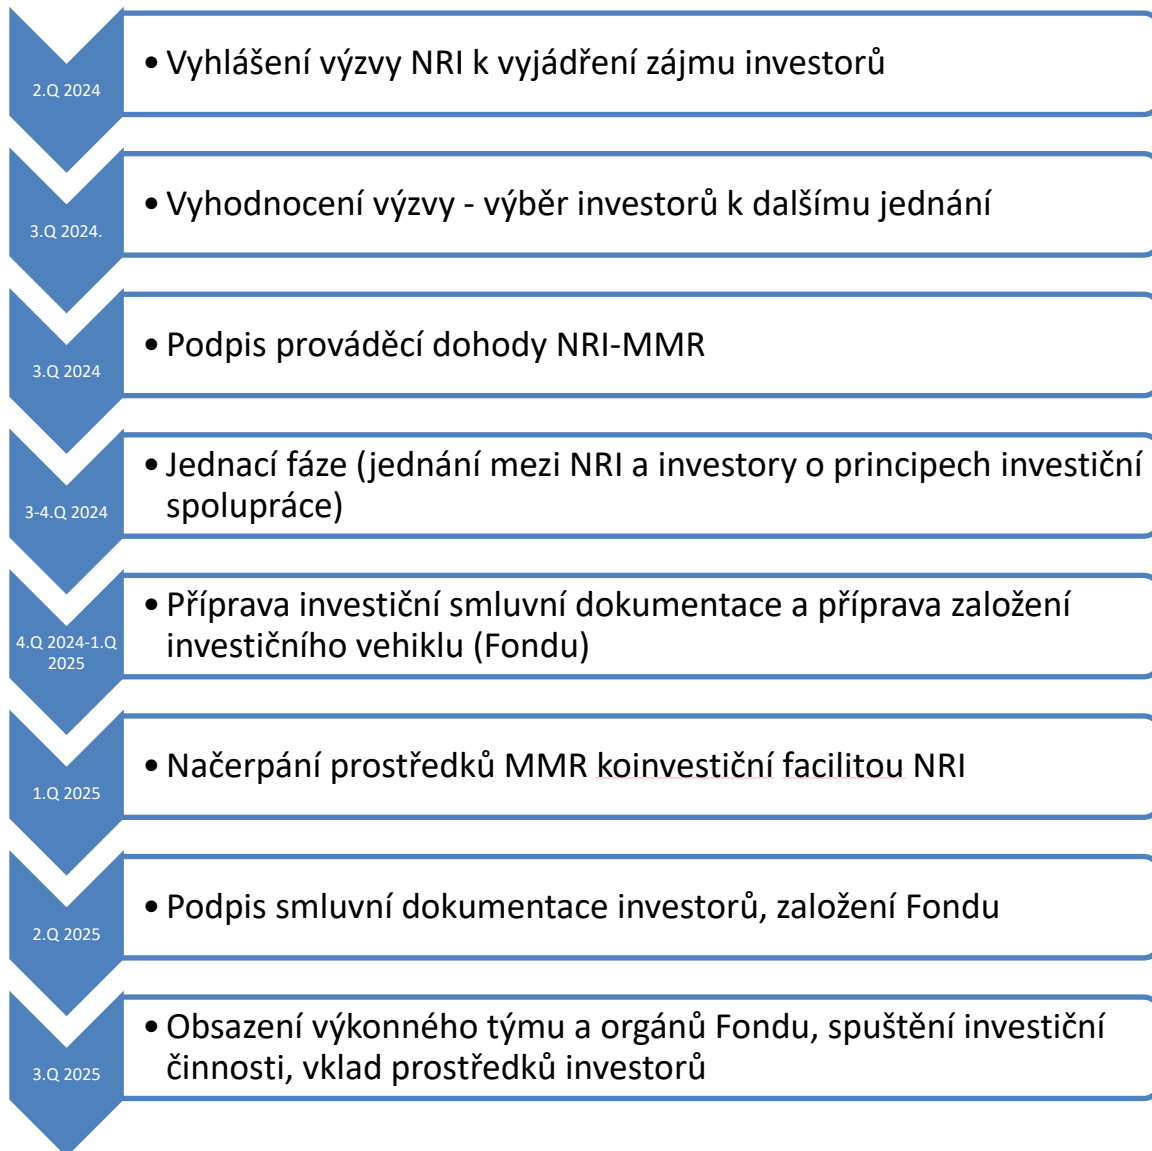 2.Q 2024
• Vyhlášení výzvy NRI k vyjádření zájmu investorů
3.Q 2024.
• Vyhodnocení výzvy - výběr investorů k dalšímu jednání
3.Q 2024
• Podpis prováděcí dohody NRI-MMR
3-4.Q 2024
• Jednací fáze (jednání mezi NRI a investory o principech investiční
spolupráce)
4.Q 2024-1.Q
2025
• Příprava investiční smluvní dokumentace a příprava založení
investičního vehiklu (Fondu)
1.Q 2025
• Načerpání prostředků MMR koinvestiční facilitou NRI
2.Q 2025
• Podpis smluvní dokumentace investorů, založení Fondu
3.Q 2025
• Obsazení výkonného týmu a orgánů Fondu, spuštění investiční
činnosti, vklad prostředků investorů